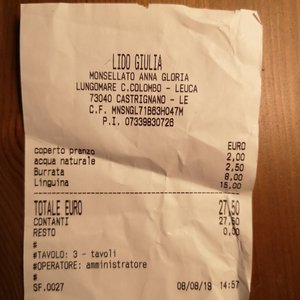 LIDO GIULIA
MONSELLATO ANNA GLORIA
LUNGOMARE C.COLOMBO - LEUCA
73040 CASTRIGNANO - LE
C.F. MNSNGL71B63H047M
P.I. 07339830726
EURO
coperto pranzo 2,00
acqua naturale 2,50
Burrata 8,00
Linguina 15,00
TOTALE EURO 27,50
CONTANTI 27,50
RESTO 0,00
#
#TAVOLO: 3 - tavoli
#OPERATORE: amministratore
#
SF.0027 08/08/19 14:57